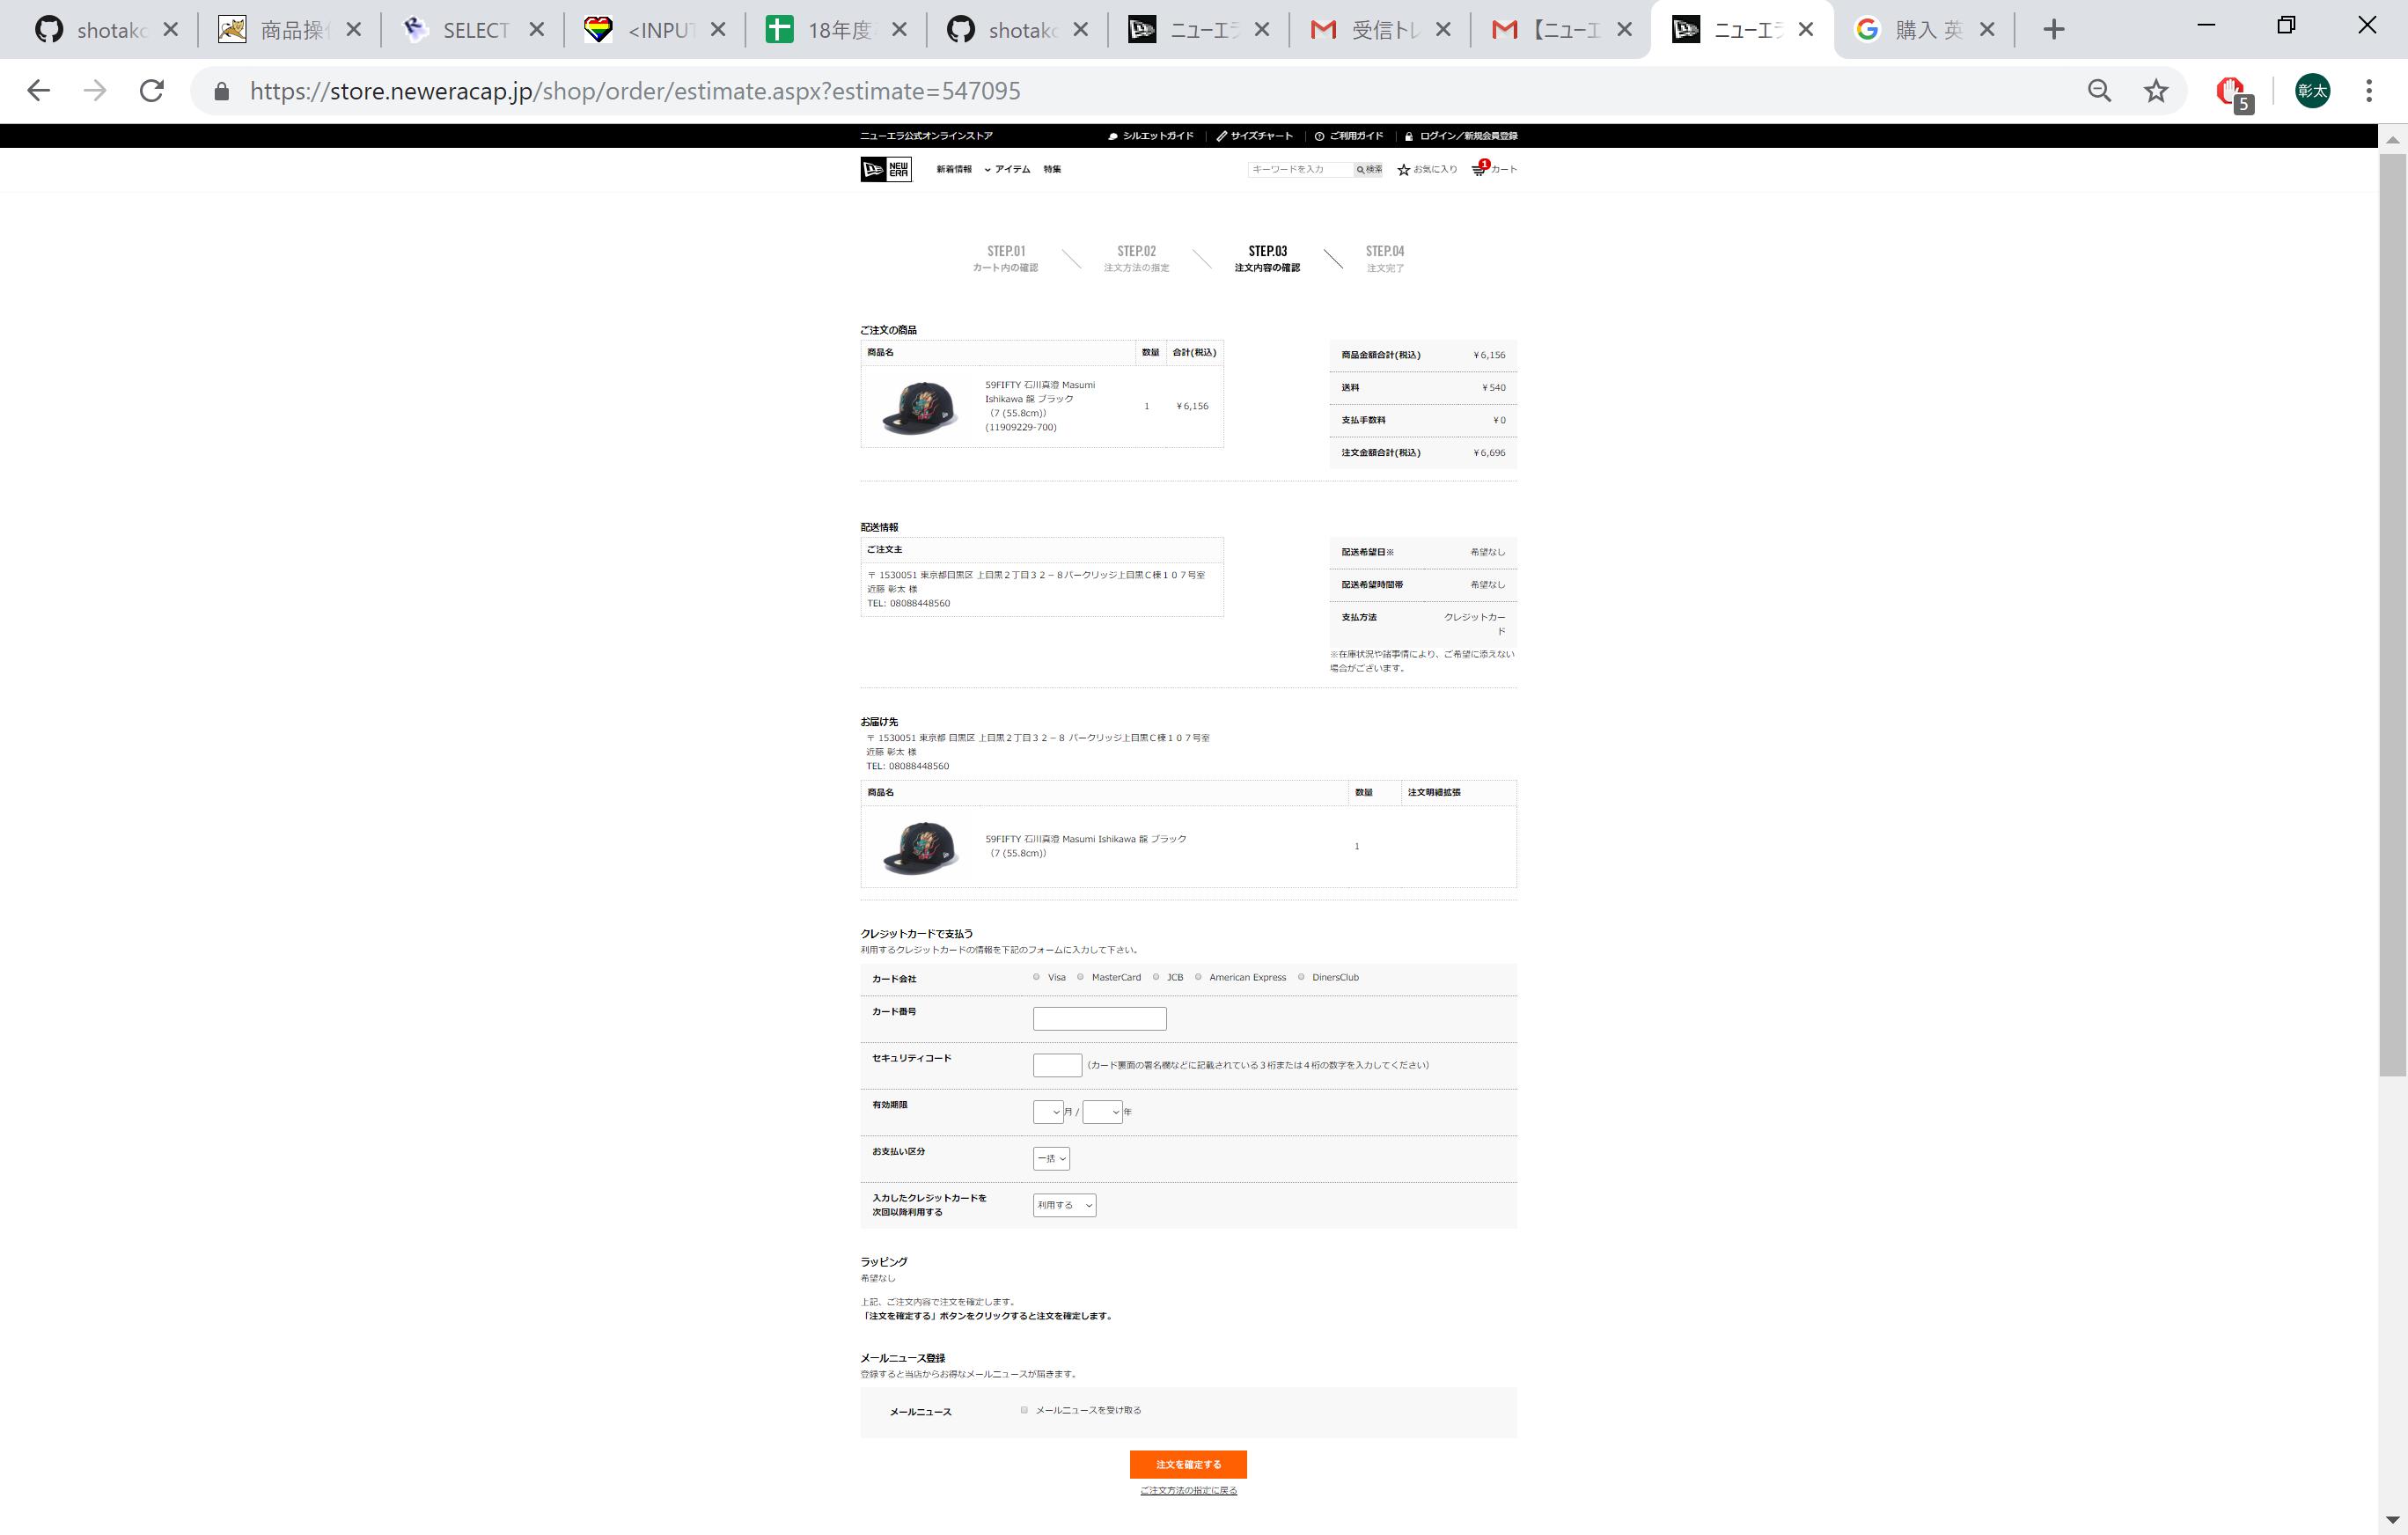 shotako
商品操作
SELECT
<INPUT
18年度
shotako
ニューエラ
受信トレ
【ニューエ
ニューエラ
購入 英
https://store.neweracap.jp/shop/order/estimate.aspx?estimate=547095
5
彰太
ニューエラ公式オンラインストア
シルエットガイド
サイズチャート
ご利用ガイド
ログイン／新規会員登録
NEW ERA
新着情報
アイテム
特集
キーワードを入力
検索
お気に入り
1
カート
STEP.01
カート内の確認
STEP.02
注文方法の指定
STEP.03
注文内容の確認
STEP.04
注文完了
ご注文の商品
商品名 数量 合計(税込)
59FIFTY 石川真澄 Masumi
Ishikawa 龍 ブラック
（7 (55.8cm)）
(11909229-700)
1 ￥6,156
商品金額合計(税込) ￥6,156
送料 ￥540
支払手数料 ￥0
注文金額合計(税込) ￥6,696
配送情報
ご注文主
〒 1530051 東京都目黒区 上目黒２丁目３２－８パークリッジ上目黒Ｃ棟１０７号室
近藤 彰太 様
TEL: 08088448560
配送希望日※ 希望なし
配送希望時間帯 希望なし
支払方法 クレジットカー
ド
※在庫状況や諸事情により、ご希望に添えない
場合がございます。
お届け先
〒 1530051 東京都 目黒区 上目黒２丁目３２－８ パークリッジ上目黒Ｃ棟１０７号室
近藤 彰太 様
TEL: 08088448560
商品名 数量 注文明細拡張
59FIFTY 石川真澄 Masumi Ishikawa 龍 ブラック
（7 (55.8cm)）
1
クレジットカードで支払う
利用するクレジットカードの情報を下記のフォームに入力して下さい。
カード会社 Visa MasterCard JCB American Express DinersClub
カード番号
セキュリティコード （カード裏面の署名欄などに記載されている３桁または４桁の数字を入力してください）
有効期限 月 / 年
お支払い区分 一括
入力したクレジットカードを
次回以降利用する
利用する
ラッピング
希望なし
上記、ご注文内容で注文を確定します。
「注文を確定する」ボタンをクリックすると注文を確定します。
メールニュース登録
登録すると当店からお得なメールニュースが届きます。
メールニュース メールニュースを受け取る
注文を確定する
ご注文方法の指定に戻る